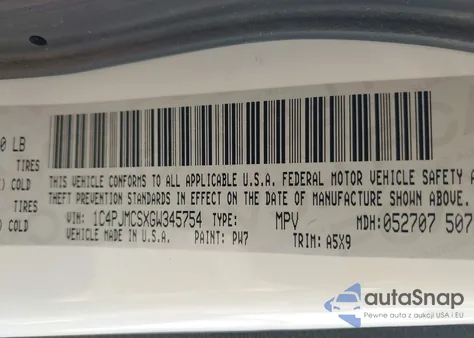 0 LB
TIRES
COLD
TIRES
COLD
THIS VEHICLE CONFORMS TO ALL APPLICABLE U.S.A. FEDERAL MOTOR VEHICLE SAFETY
THEFT PREVENTION STANDARDS IN EFFECT ON THE DATE OF MANUFACTURE SHOWN ABOVE.
VIN: 1C4PJMCSXGW345754 TYPE: MPV MDH:052707 507
VEHICLE MADE IN U.S.A. PAINT: PW7 TRIM: A5X9
autoSnap
Pewne auta z USA i EU